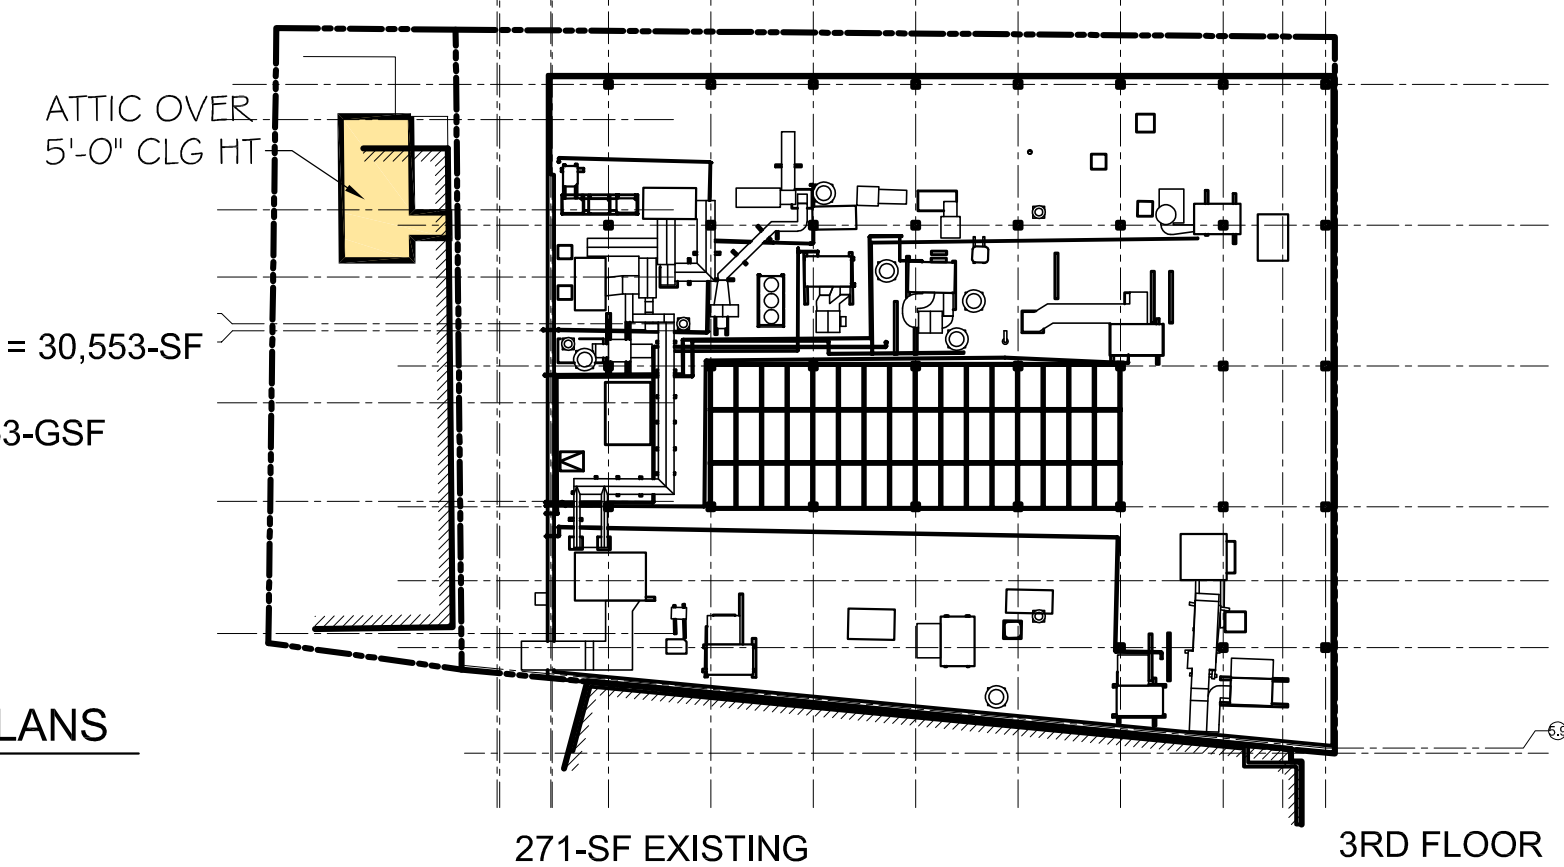 ATTIC OVER
5'-0" CLG HT
= 30,553-SF
3-GSF
LANS
271-SF EXISTING
3RD FLOOR